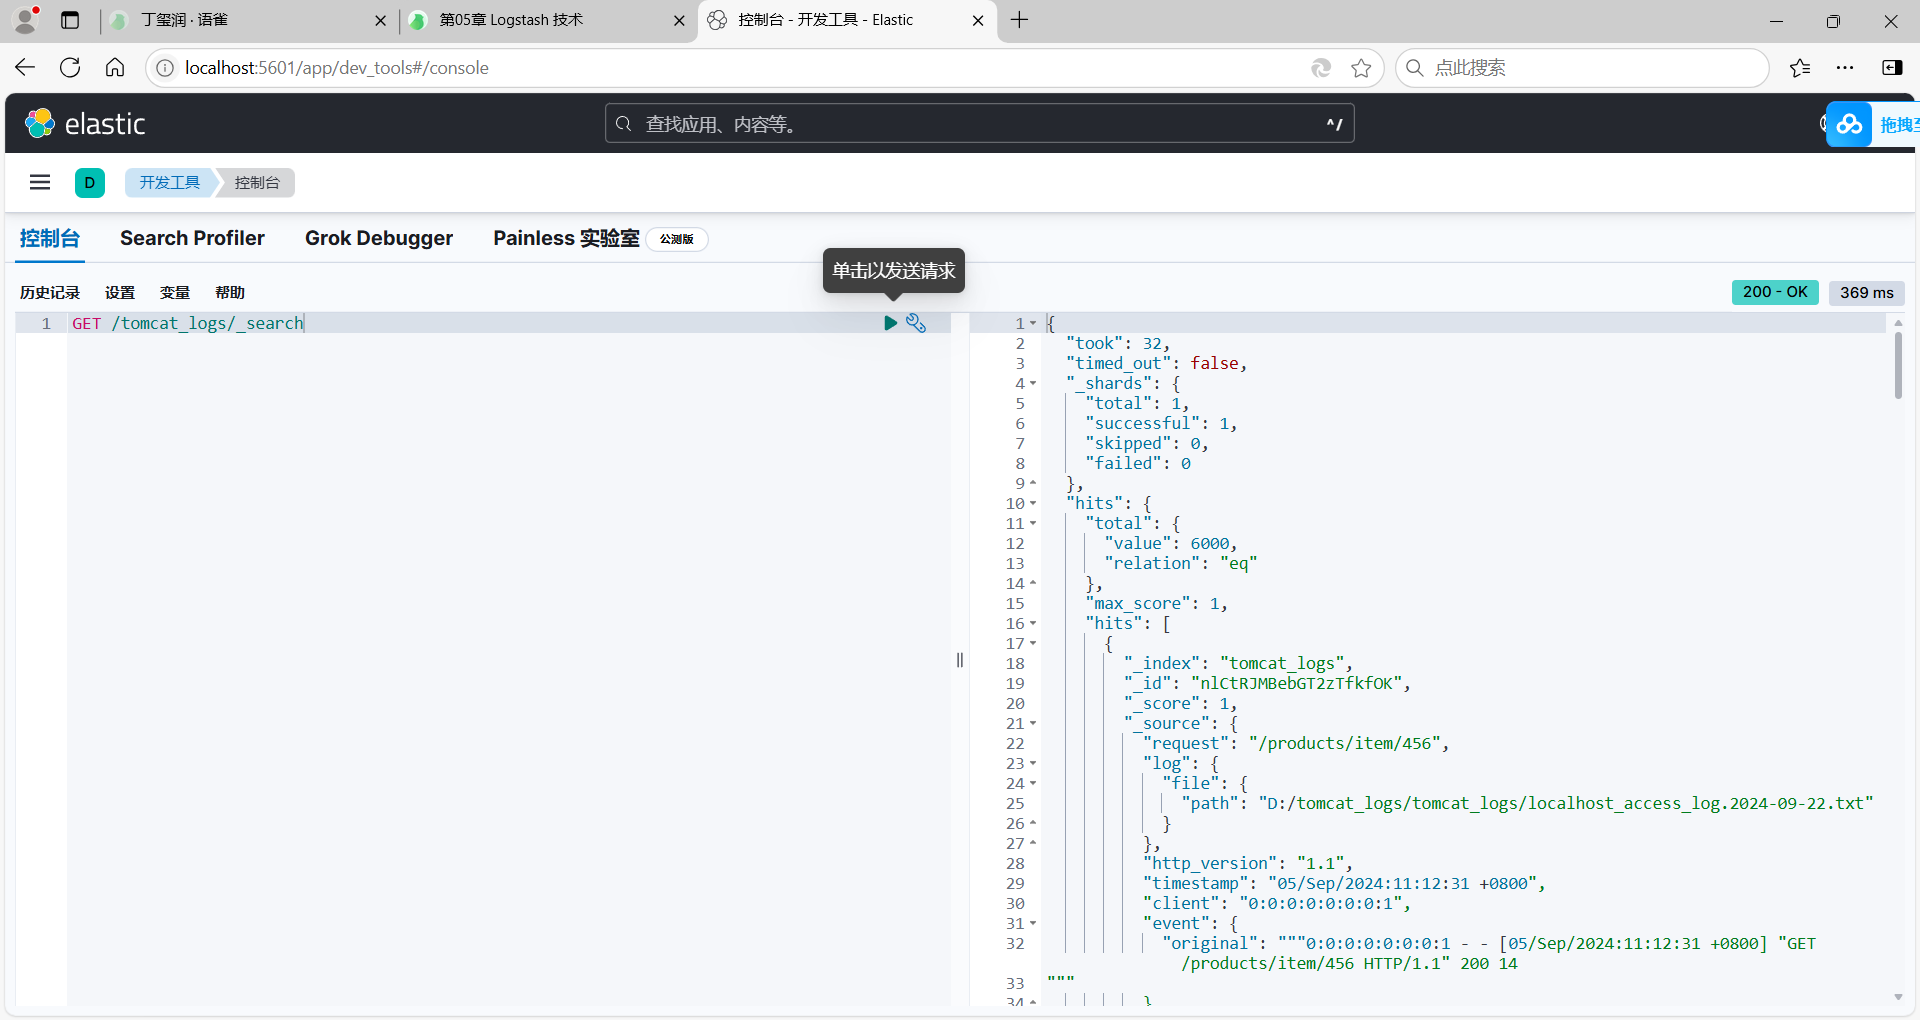 丁玺润 · 语雀
第05章 Logstash 技术
控制台 - 开发工具 - Elastic
localhost:5601/app/dev_tools#/console
点此搜索
elastic
查找应用、内容等。
^/
拖拽至
D
开发工具
控制台
控制台
Search Profiler
Grok Debugger
Painless 实验室
公测版
单击以发送请求
历史记录
设置
变量
帮助
200 - OK
369 ms
1 GET /tomcat_logs/_search
1 {
2 "took": 32,
3 "timed_out": false,
4 "_shards": {
5 "total": 1,
6 "successful": 1,
7 "skipped": 0,
8 "failed": 0
9 },
10 "hits": {
11 "total": {
12 "value": 6000,
13 "relation": "eq"
14 },
15 "max_score": 1,
16 "hits": [
17 {
18 "_index": "tomcat_logs",
19 "_id": "nlCtRJMBebGT2zTfkfOK",
20 "_score": 1,
21 "_source": {
22 "request": "/products/item/456",
23 "log": {
24 "file": {
25 "path": "D:/tomcat_logs/tomcat_logs/localhost_access_log.2024-09-22.txt"
26 }
27 },
28 "http_version": "1.1",
29 "timestamp": "05/Sep/2024:11:12:31 +0800",
30 "client": "0:0:0:0:0:0:0:1",
31 "event": {
32 "original": """0:0:0:0:0:0:0:1 - - [05/Sep/2024:11:12:31 +0800] "GET
/products/item/456 HTTP/1.1" 200 14
33 """
34 }